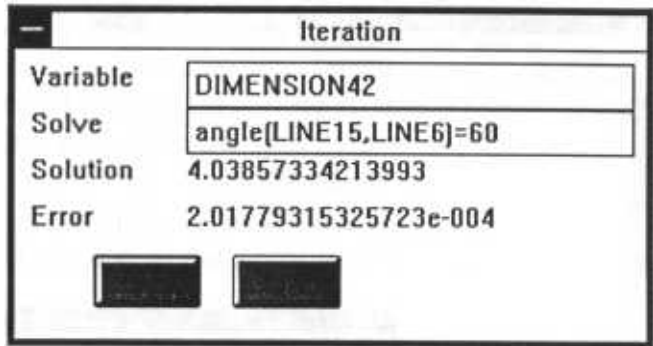 Iteration
Variable DIMENSION42
Solve angle(LINE15,LINE6)=60
Solution 4.03857334213993
Error 2.01779315325723e-004